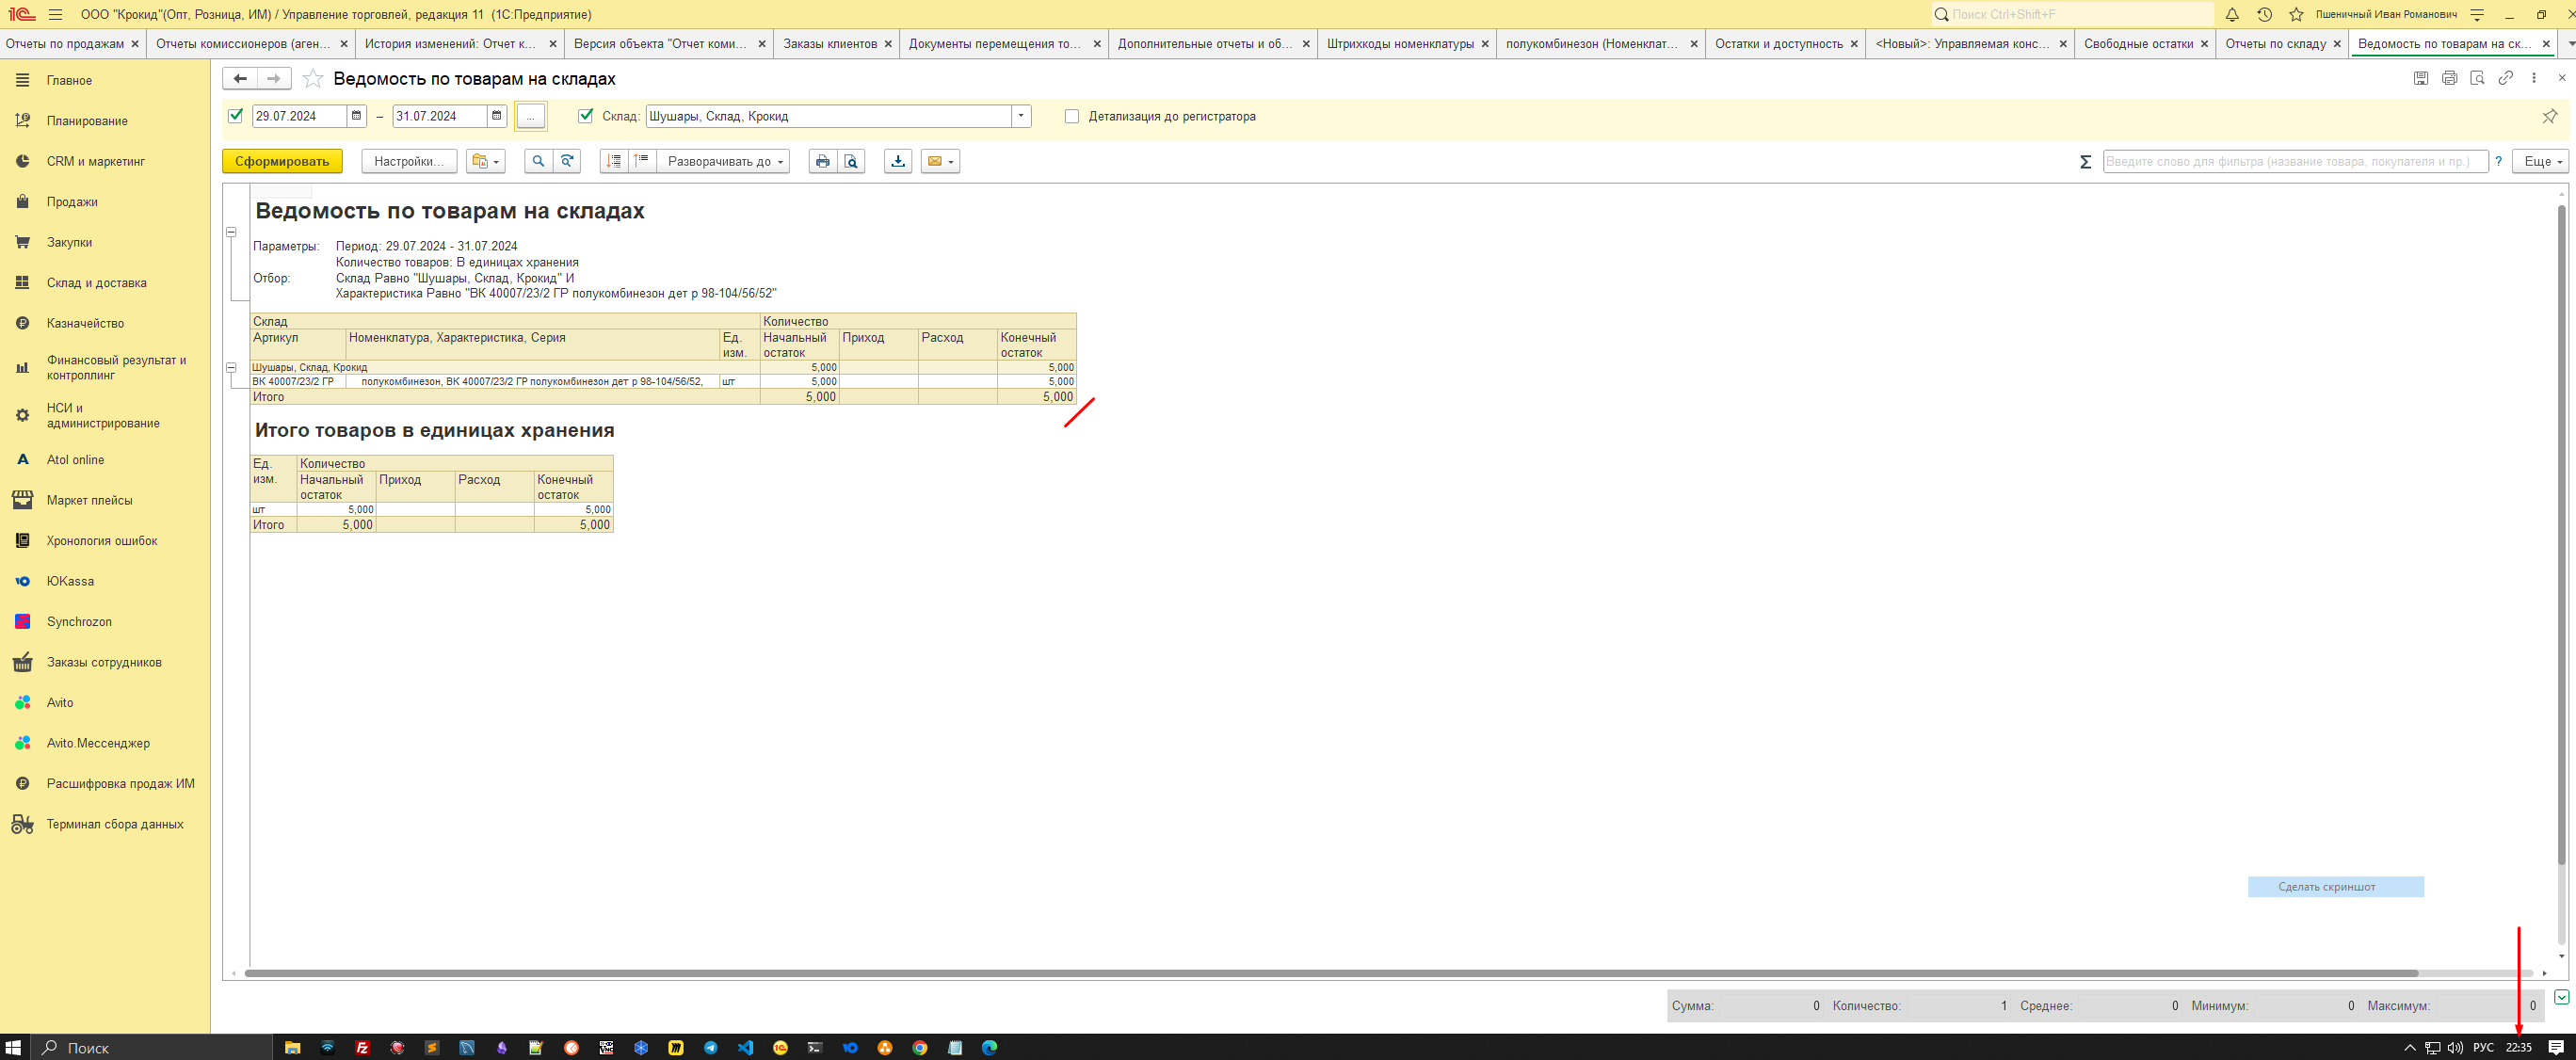 1С ООО "Крокид"(Опт, Розница, ИМ) / Управление торговлей, редакция 11 (1С:Предприятие)
Поиск Ctrl+Shift+F
Пшеничный Иван Романович
Отчеты по продажам
Отчеты комиссионеров (аген...
История изменений: Отчет к...
Версия объекта "Отчет коми...
Заказы клиентов
Документы перемещения то...
Дополнительные отчеты и об...
Штрихкоды номенклатуры
полукомбинезон (Номенклат...
Остатки и доступность
<Новый>: Управляемая конс...
Свободные остатки
Отчеты по складу
Ведомость по товарам на ск...
Главное
Планирование
CRM и маркетинг
Продажи
Закупки
Склад и доставка
Казначейство
Финансовый результат и
контроллинг
НСИ и
администрирование
Atol online
Маркет плейсы
Хронология ошибок
ЮKassa
Synchrozon
Заказы сотрудников
Avito
Avito.Мессенджер
Расшифровка продаж ИМ
Терминал сбора данных
Ведомость по товарам на складах
29.07.2024 – 31.07.2024 ... Склад: Шушары, Склад, Крокид Детализация до регистратора
Сформировать Настройки... Разворачивать до Σ Введите слово для фильтра (название товара, покупателя и пр.) ? Еще
Ведомость по товарам на складах
Параметры: Период: 29.07.2024 - 31.07.2024
Количество товаров: В единицах хранения
Отбор: Склад Равно "Шушары, Склад, Крокид" И
Характеристика Равно "ВК 40007/23/2 ГР полукомбинезон дет р 98-104/56/52"
Склад Количество
Артикул Номенклатура, Характеристика, Серия Ед. Начальный Приход Расход Конечный
изм. остаток остаток
Шушары, Склад, Крокид 5,000 5,000
ВК 40007/23/2 ГР полукомбинезон, ВК 40007/23/2 ГР полукомбинезон дет р 98-104/56/52, шт 5,000 5,000
Итого 5,000 5,000
Итого товаров в единицах хранения
Ед. Количество
изм. Начальный Приход Расход Конечный
остаток остаток
шт 5,000 5,000
Итого 5,000 5,000
Сделать скриншот
Сумма: 0 Количество: 1 Среднее: 0 Минимум: 0 Максимум: 0
Поиск
РУС 22:35